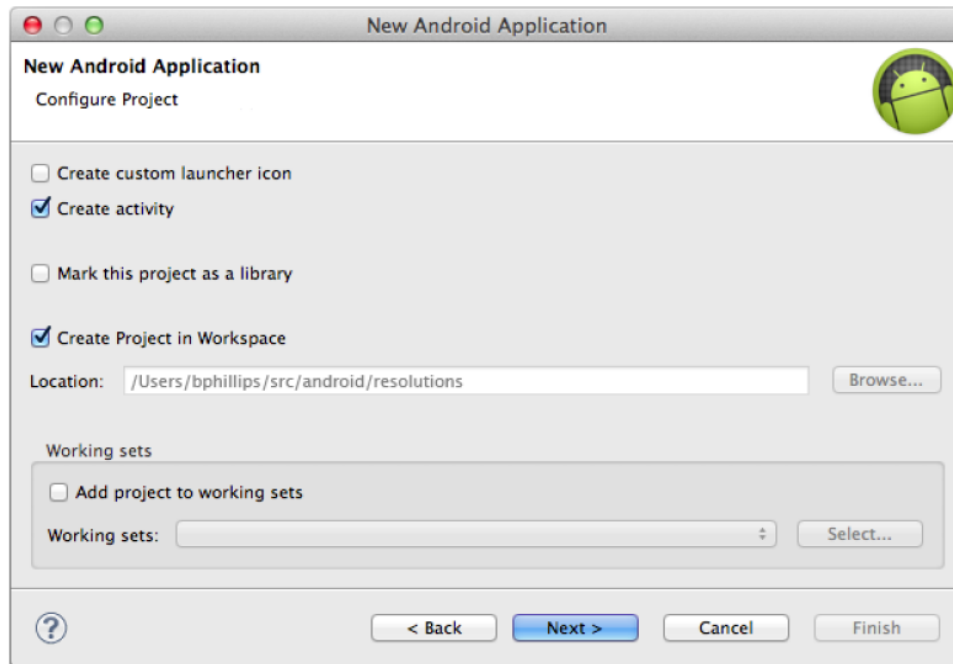 New Android Application
New Android Application
Configure Project
Create custom launcher icon
Create activity
Mark this project as a library
Create Project in Workspace
Location: /Users/bphillips/src/android/resolutions Browse...
Working sets
Add project to working sets
Working sets: Select...
? < Back Next > Cancel Finish